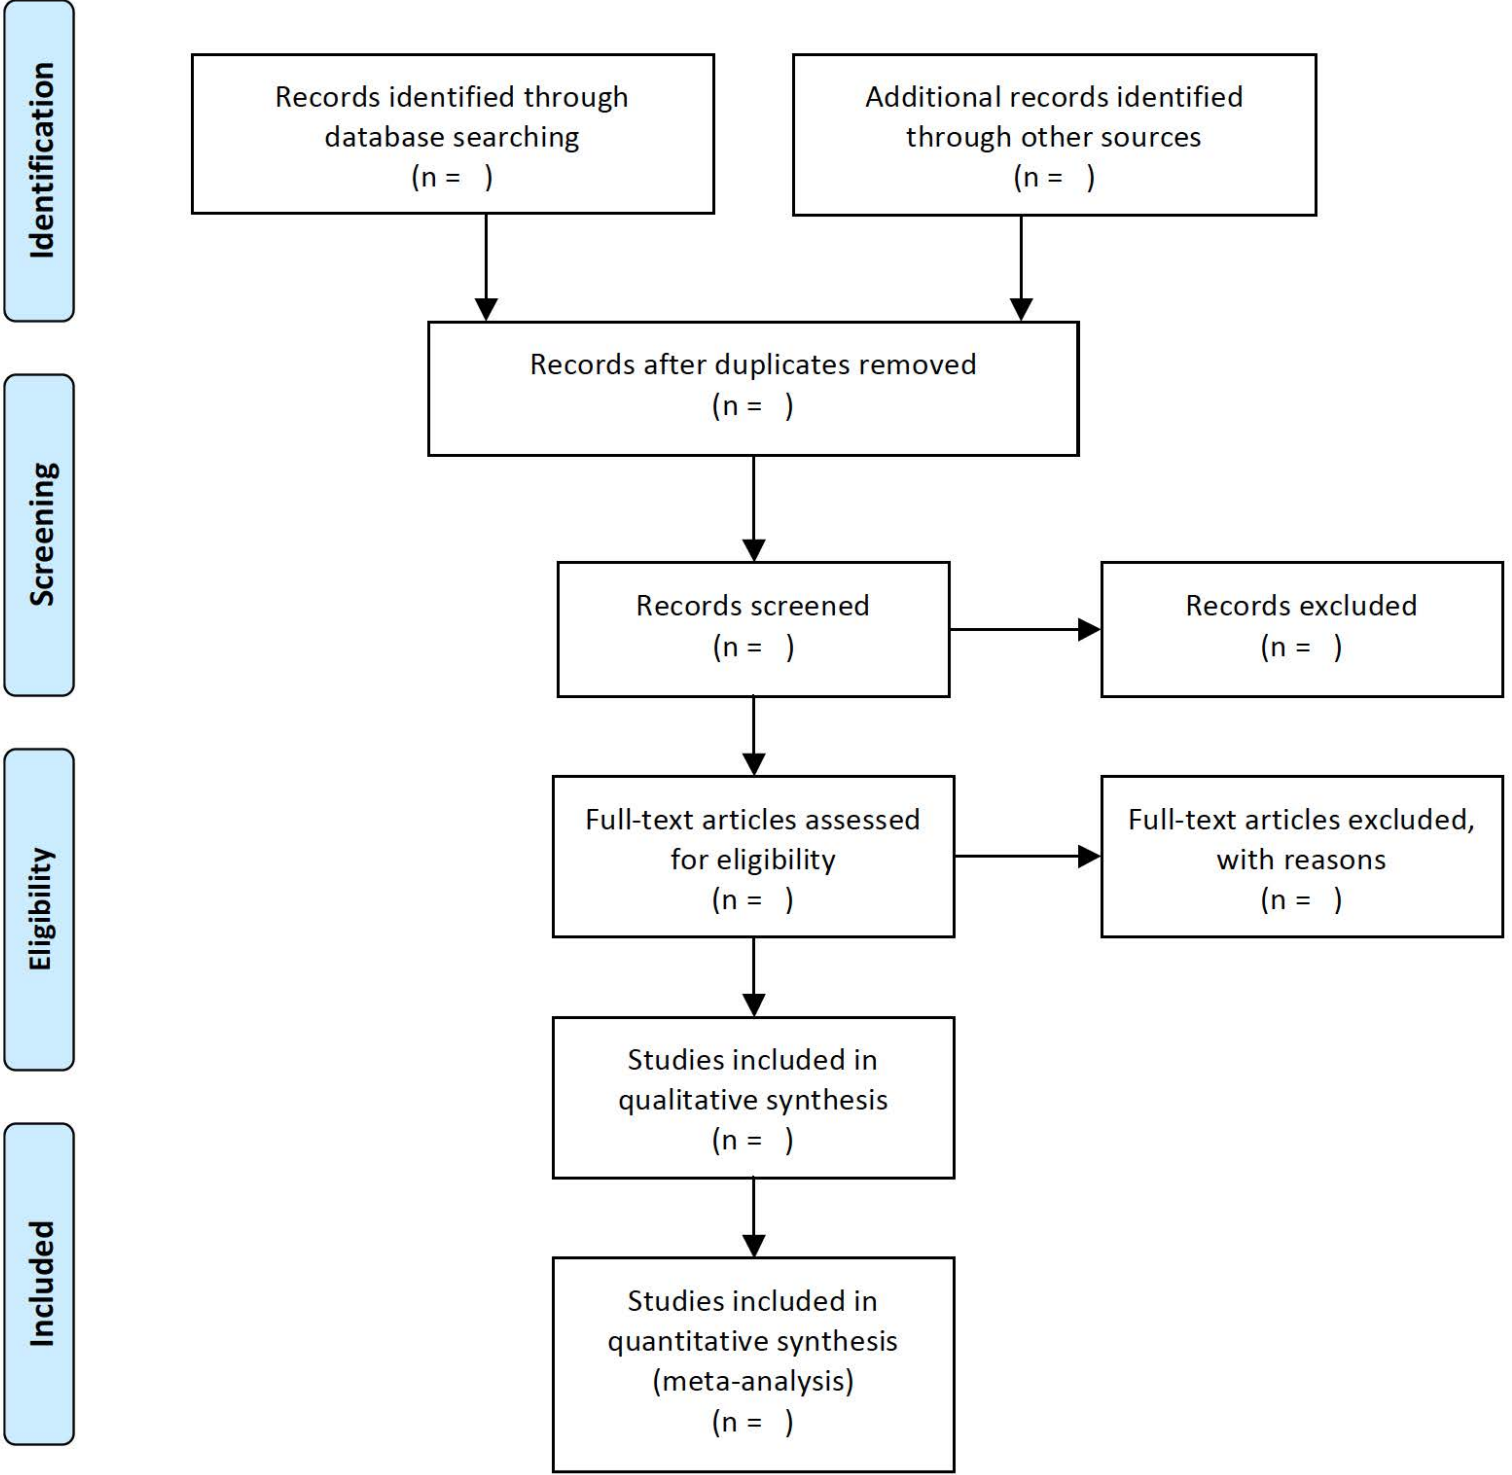 Identification
Records identified through
database searching
(n =   )
Additional records identified
through other sources
(n =   )
Records after duplicates removed
(n =   )
Screening
Records screened
(n =   )
Records excluded
(n =   )
Eligibility
Full-text articles assessed
for eligibility
(n =   )
Full-text articles excluded,
with reasons
(n =   )
Studies included in
qualitative synthesis
(n =   )
Included
Studies included in
quantitative synthesis
(meta-analysis)
(n =   )